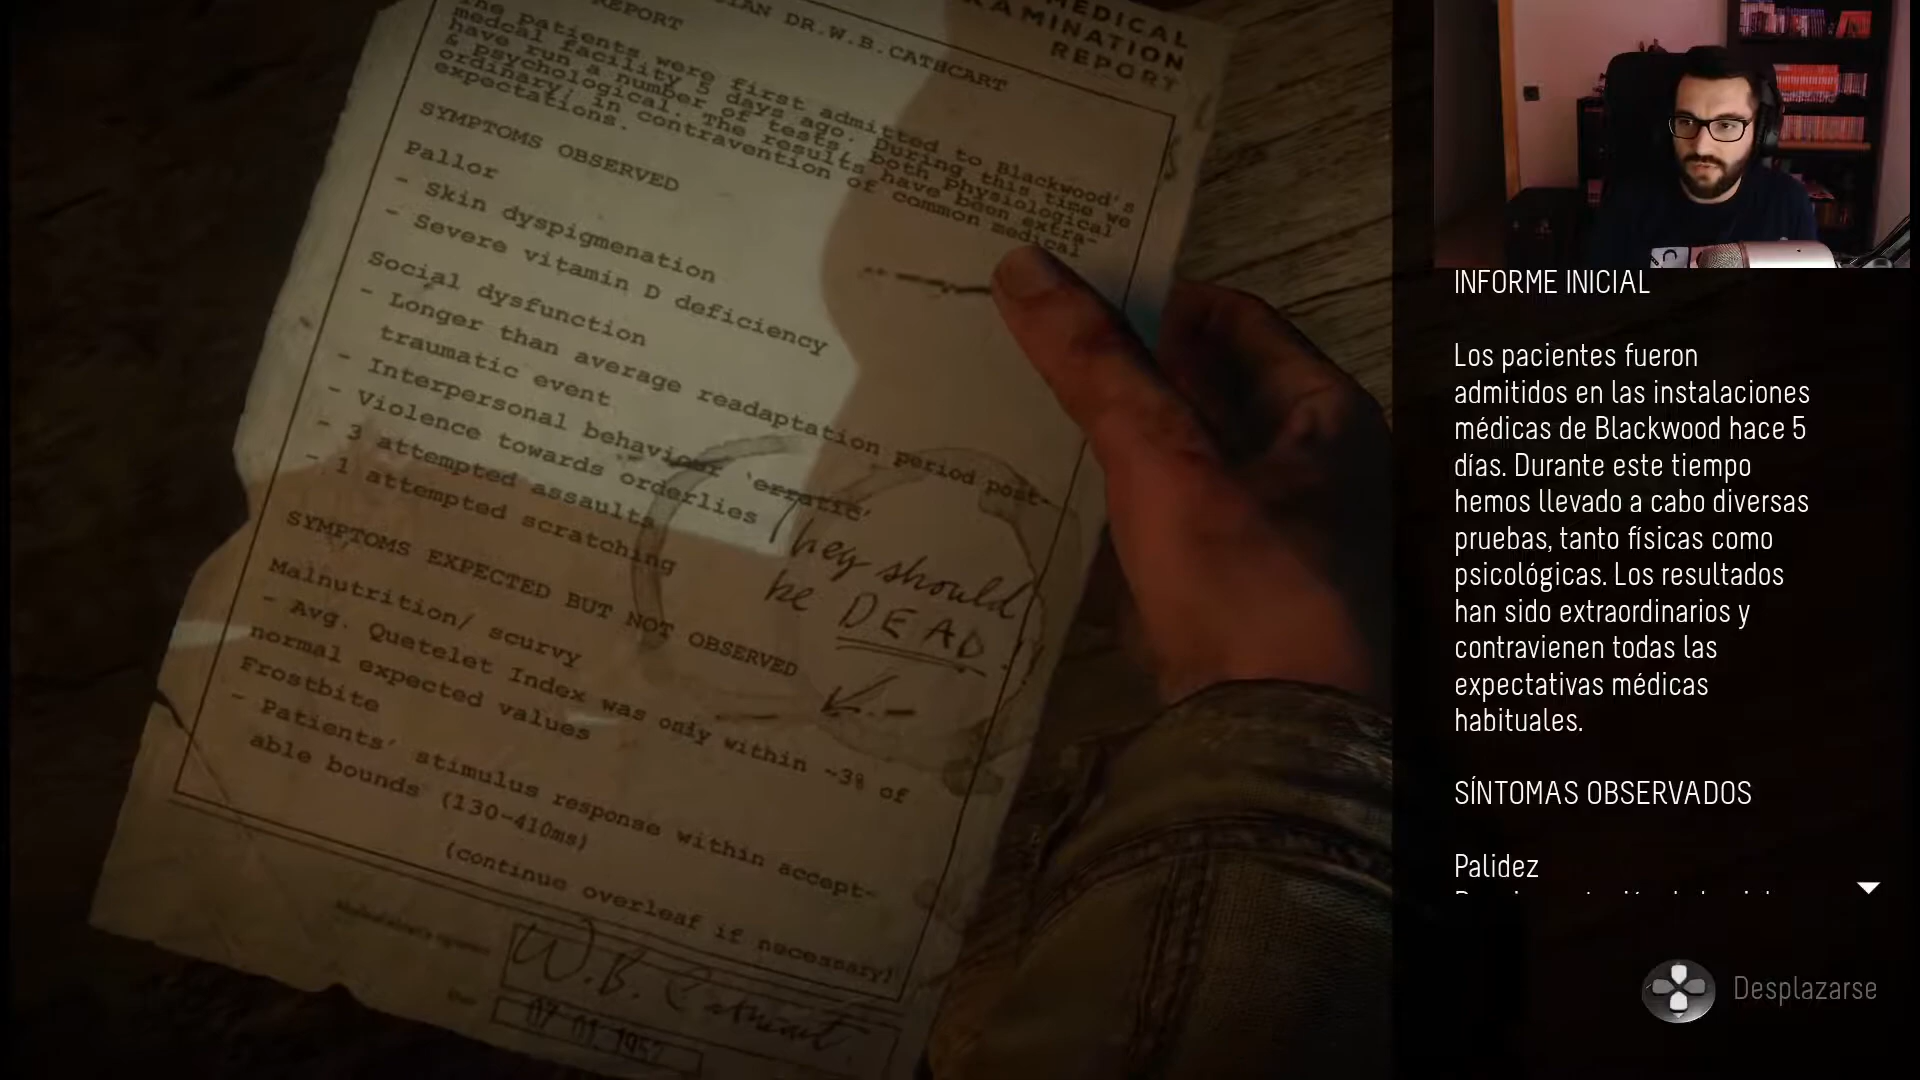 MEDICAL
EXAMINATION
REPORT
REPORT
DR.W.B.CATHCART
The patients were first admitted to Blackwood's
medcal facility 5 days ago. During this time we
have run a number of tests, both physiological
& psychological. The results have been extra-
ordinary, in contravention of common medical
expectations.
SYMPTOMS OBSERVED
Pallor
- Skin dyspigmenation
- Severe vitamin D deficiency
Social dysfunction
- Longer than average readaptation period post-
traumatic event
- Interpersonal behaviour 'erratic'
- Violence towards orderlies
- 3 attempted assaults
- 1 attempted scratching
They should
be DEAD!
SYMPTOMS EXPECTED BUT NOT OBSERVED
Malnutrition/ scurvy
- Avg. Quetelet Index was only within ~3% of
normal expected values
Frostbite
- Patients' stimulus response within accept-
able bounds (130-410ms)
(continue overleaf if necessary)
W.B. Cathcart
INFORME INICIAL
Los pacientes fueron
admitidos en las instalaciones
médicas de Blackwood hace 5
días. Durante este tiempo
hemos llevado a cabo diversas
pruebas, tanto físicas como
psicológicas. Los resultados
han sido extraordinarios y
contravienen todas las
expectativas médicas
habituales.
SÍNTOMAS OBSERVADOS
Palidez
Desplazarse